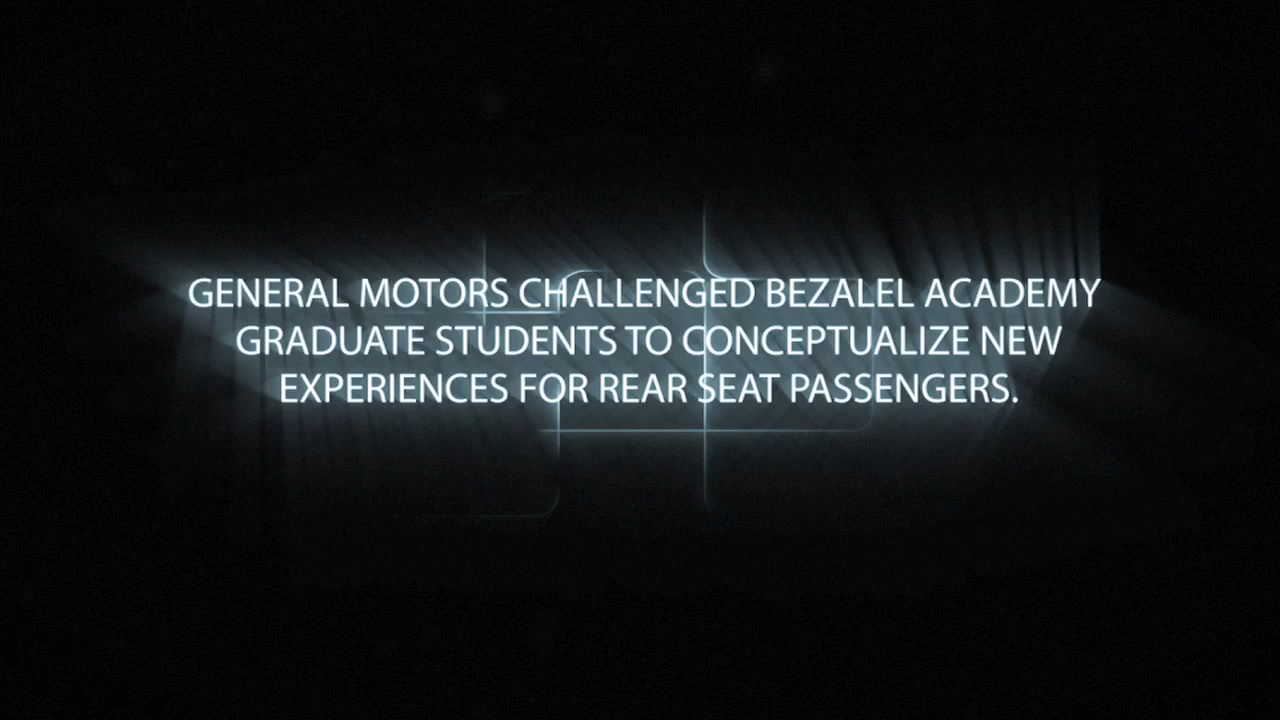 GENERAL MOTORS CHALLENGED BEZALEL ACADEMY
GRADUATE STUDENTS TO CONCEPTUALIZE NEW
EXPERIENCES FOR REAR SEAT PASSENGERS.